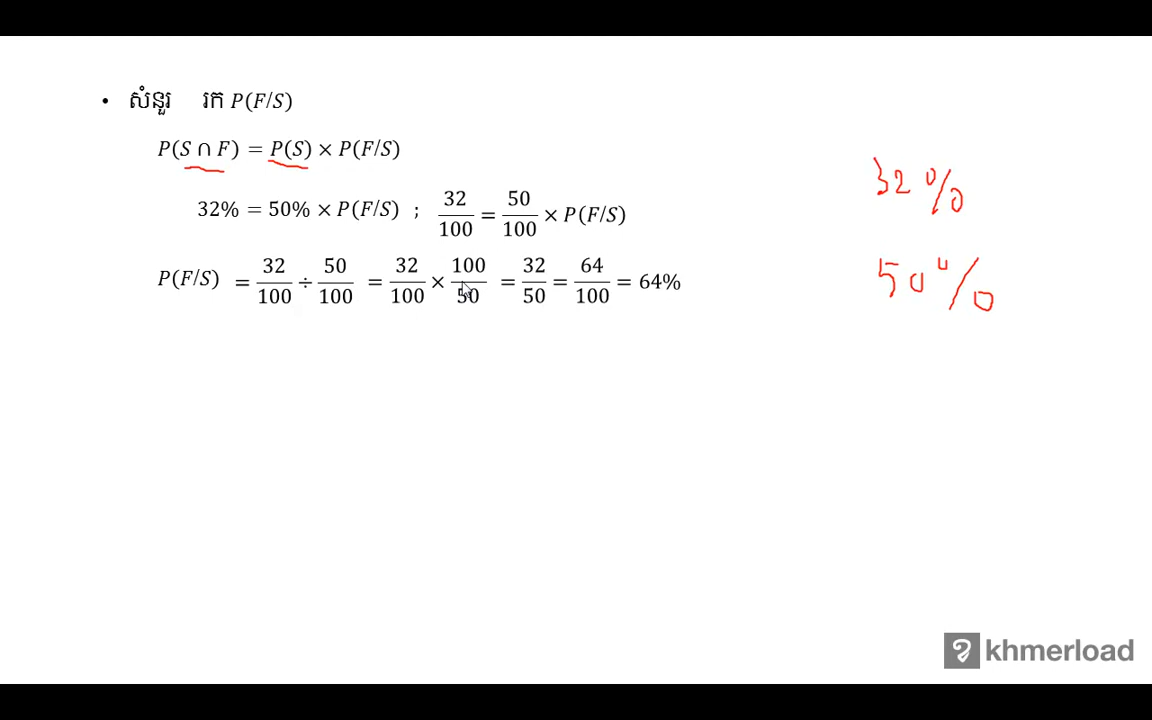 • សំនួរ រក P(F/S)
P(S ∩ F) = P(S) × P(F/S)
32% = 50% × P(F/S) ; 32/100 = 50/100 × P(F/S)
P(F/S) = 32/100 ÷ 50/100 = 32/100 × 100/50 = 32/50 = 64/100 = 64%
32%
50%
khmerload